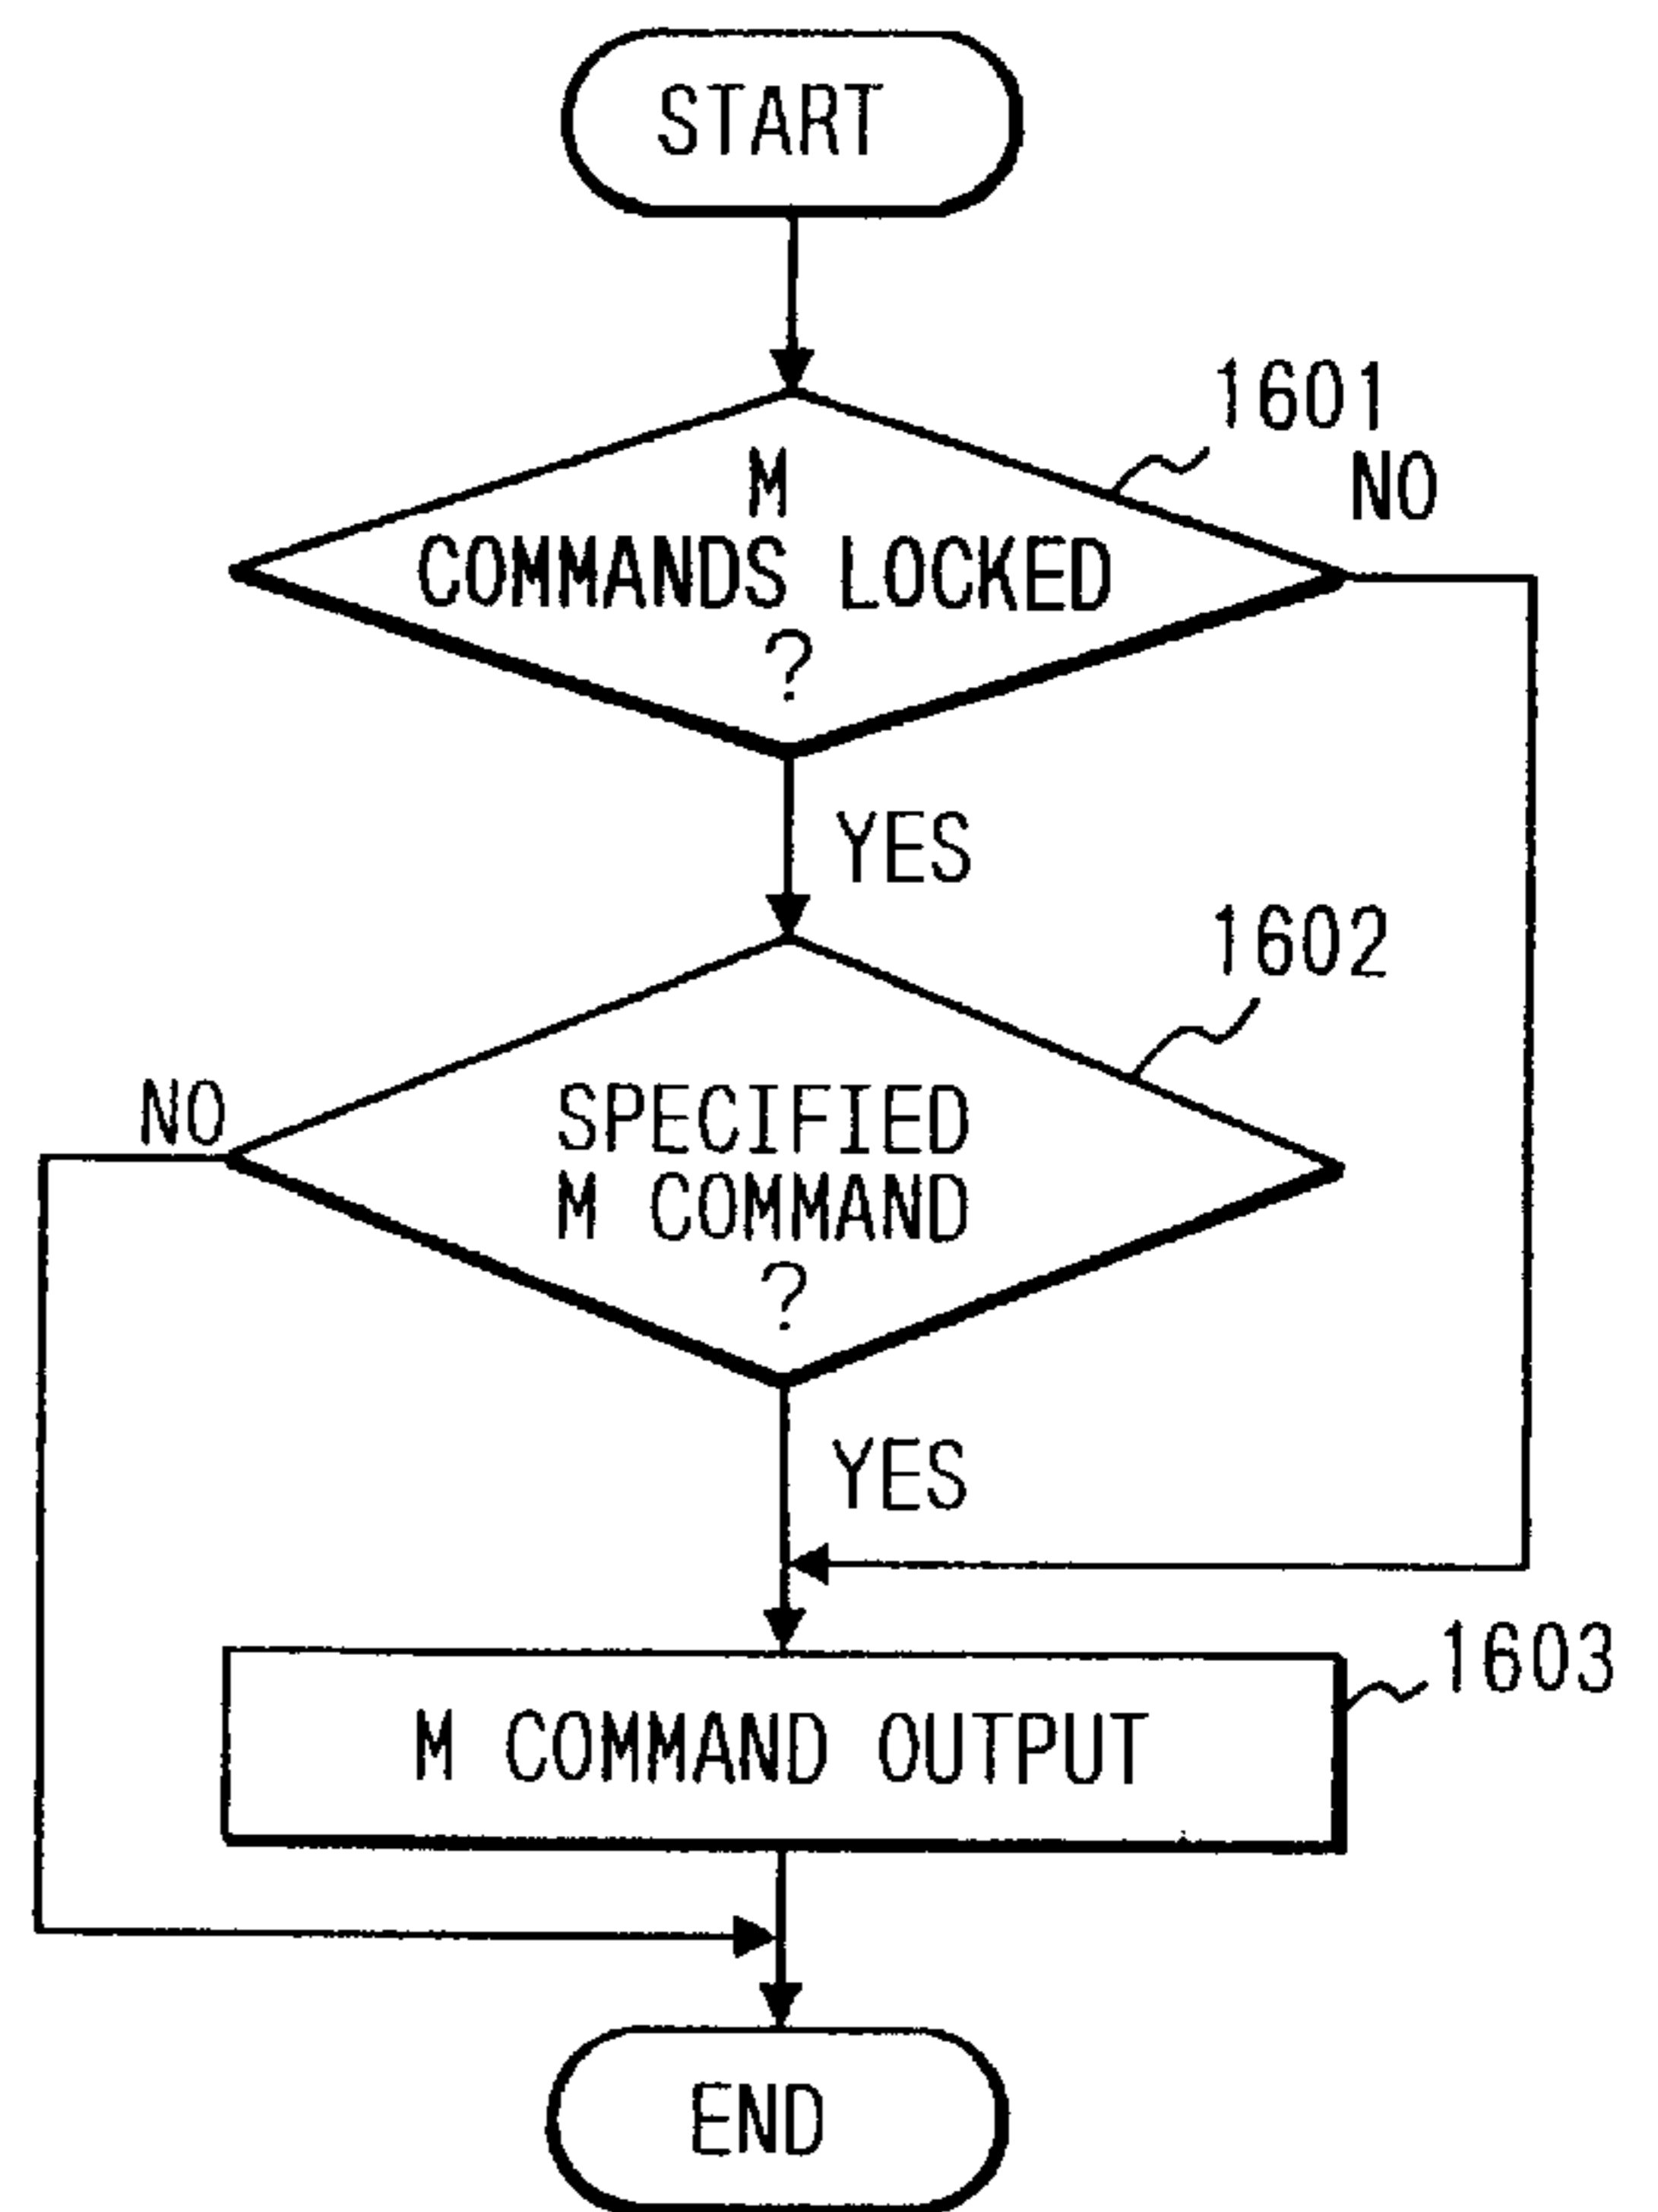 START
1601
NO
M
COMMANDS LOCKED
?
YES
1602
NO
SPECIFIED
M COMMAND
?
YES
1603
M COMMAND OUTPUT
END